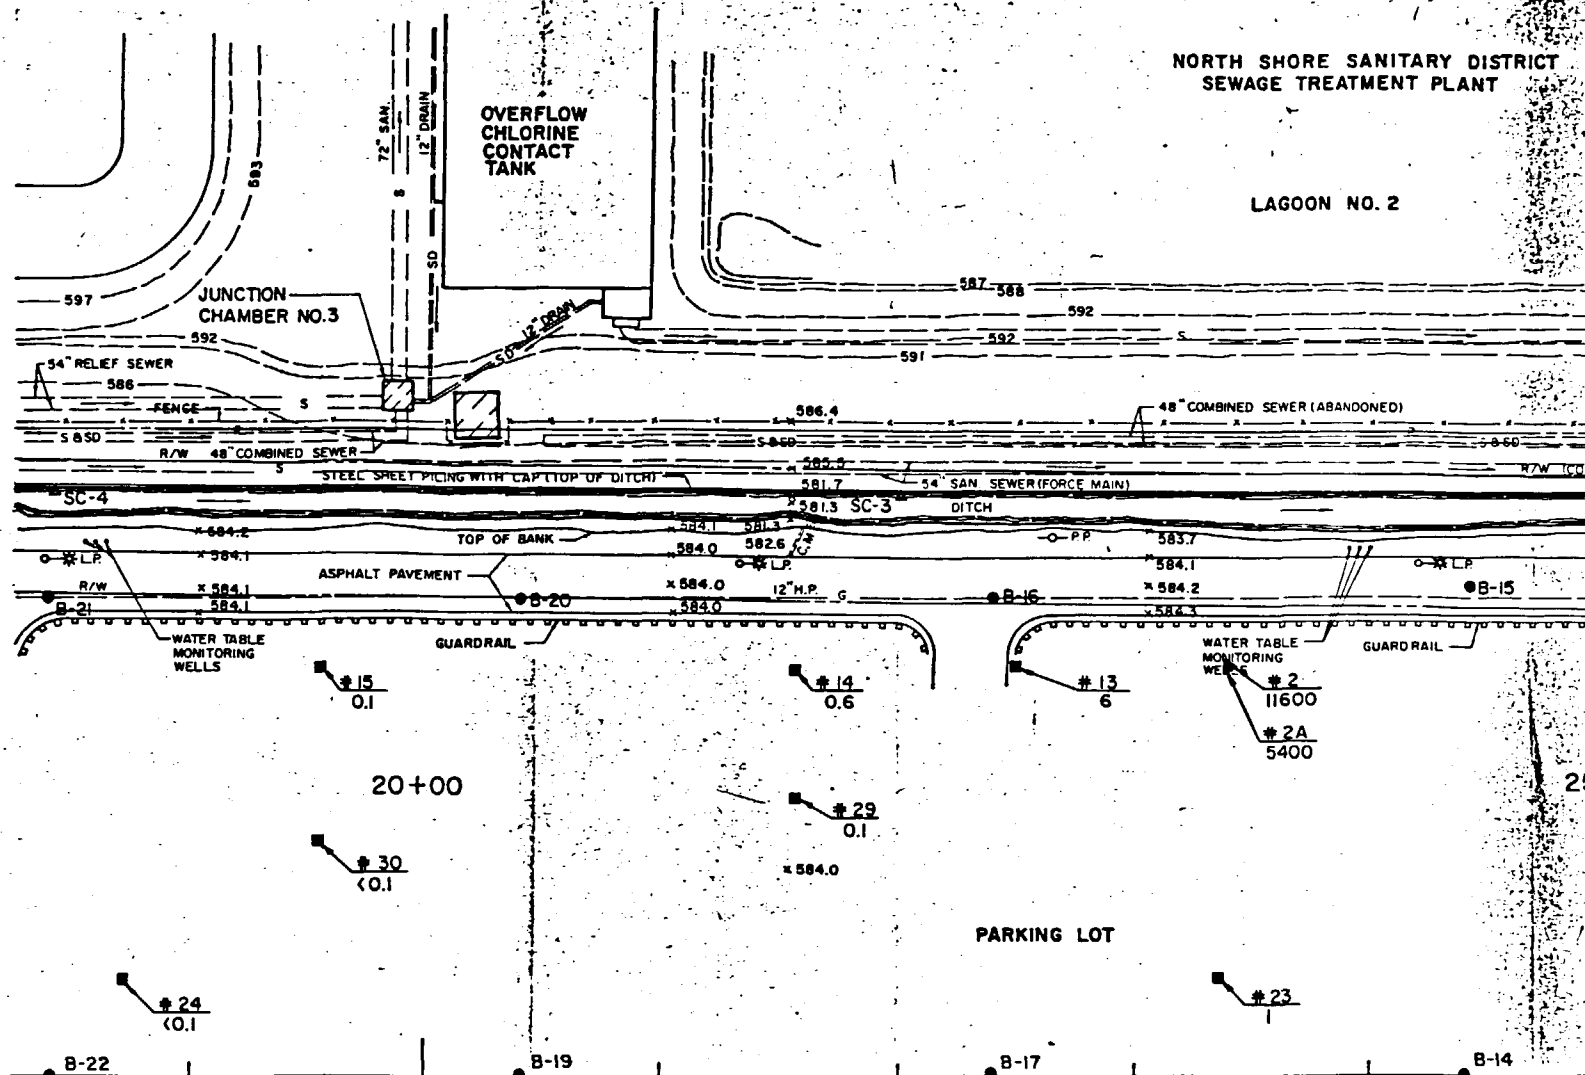 NORTH SHORE SANITARY DISTRICT
SEWAGE TREATMENT PLANT
72" SAN.
12" DRAIN
OVERFLOW
CHLORINE
CONTACT
TANK
593
S
SD
LAGOON NO. 2
597
JUNCTION
CHAMBER NO.3
587
588
592
592
12" DRAIN
SD
592
S
591
54" RELIEF SEWER
586
S
FENCE
586.4
48" COMBINED SEWER (ABANDONED)
S & SD
S & SD
S & SD
R/W
48" COMBINED SEWER
S
585.5
R/W
STEEL SHEET PILING WITH CAP (TOP OF DITCH)
581.7
54" SAN SEWER (FORCE MAIN)
SC-4
581.3
SC-3
DITCH
584.2
584.1
581.3
TOP OF BANK
582.6
C.M.
P.P.
583.7
L.P.
584.1
584.0
L.P.
584.1
L.P.
ASPHALT PAVEMENT
R/W
584.1
584.0
12" H.P.
G
584.2
B-15
B-21
584.1
B-20
584.0
B-16
584.3
WATER TABLE
MONITORING
WELLS
GUARDRAIL
WATER TABLE
MONITORING
WELLS
GUARDRAIL
#15
0.1
#14
0.6
#13
6
#2
11600
#2A
5400
20+00
#29
0.1
#30
<0.1
584.0
PARKING LOT
#24
<0.1
#23
1
B-22
B-19
B-17
B-14